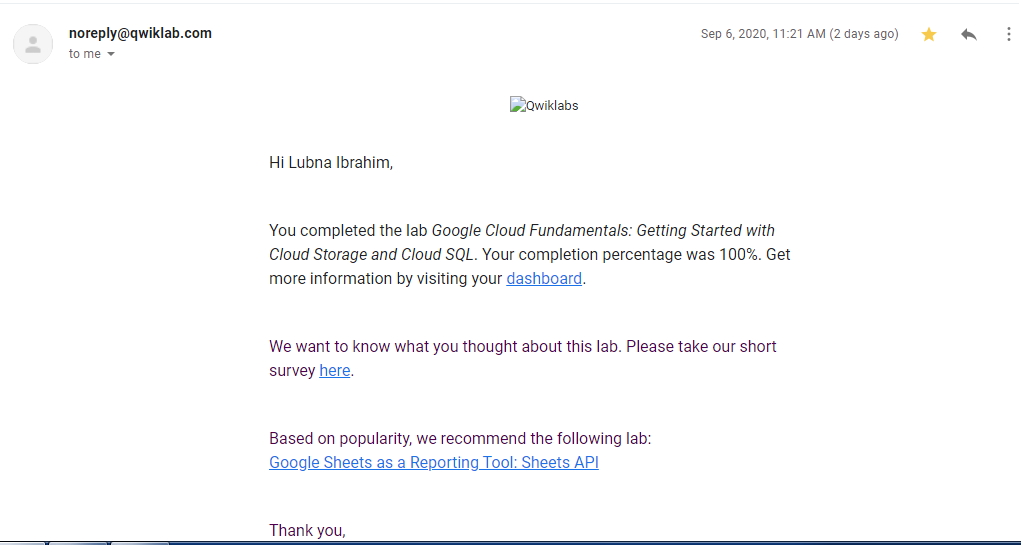 noreply@qwiklab.com
Sep 6, 2020, 11:21 AM (2 days ago)
to me
Qwiklabs
Hi Lubna Ibrahim,
You completed the lab Google Cloud Fundamentals: Getting Started with
Cloud Storage and Cloud SQL. Your completion percentage was 100%. Get
more information by visiting your dashboard.
We want to know what you thought about this lab. Please take our short
survey here.
Based on popularity, we recommend the following lab:
Google Sheets as a Reporting Tool: Sheets API
Thank you,